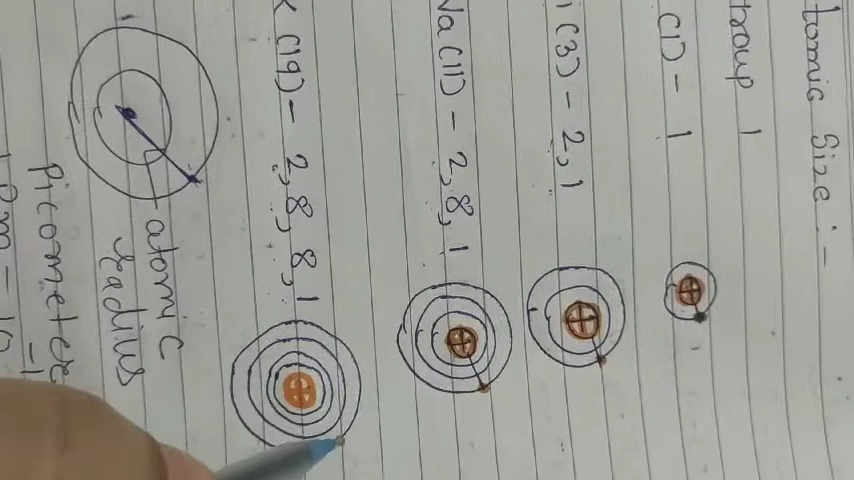 tomic Size :-
roup 1
(1) - 1
i (3) - 2,1
Na (11) - 2,8,1
K (19) - 2,8,8,1
atomic
radius
Picometer